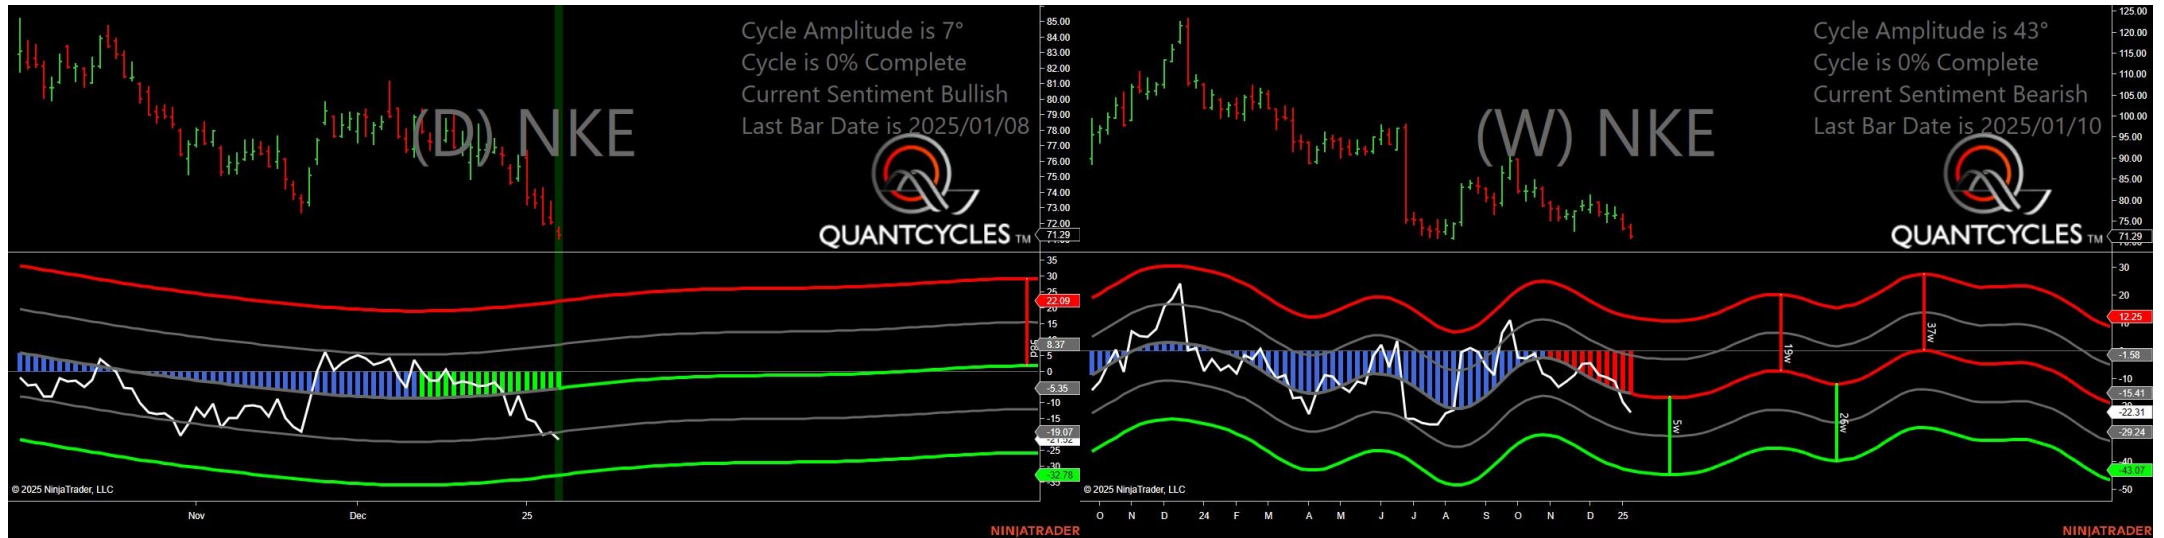 Cycle Amplitude is 7°
Cycle is 0% Complete
Current Sentiment Bullish
Last Bar Date is 2025/01/08
(D) NKE
QUANTCYCLES TM
85.00
84.00
83.00
82.00
81.00
80.00
79.00
78.00
77.00
76.00
75.00
74.00
73.00
72.00
71.29
35
30
25
22.09
15
8.37
5
0
-5.35
-10
-15
-19.07
-21.52
-25
-30
-32.78
-35
98d
© 2025 NinjaTrader, LLC
Nov
Dec
25
NINJATRADER
Cycle Amplitude is 43°
Cycle is 0% Complete
Current Sentiment Bearish
Last Bar Date is 2025/01/10
(W) NKE
QUANTCYCLES TM
125.00
120.00
115.00
110.00
105.00
100.00
95.00
90.00
85.00
80.00
75.00
71.29
30
20
12.25
10
0
-1.58
-10
-15.41
-22.31
-29.24
-40
-43.07
-50
5w
19w
26w
37w
© 2025 NinjaTrader, LLC
O N D 24 F M A M J J A S O N D 25
NINJATRADER